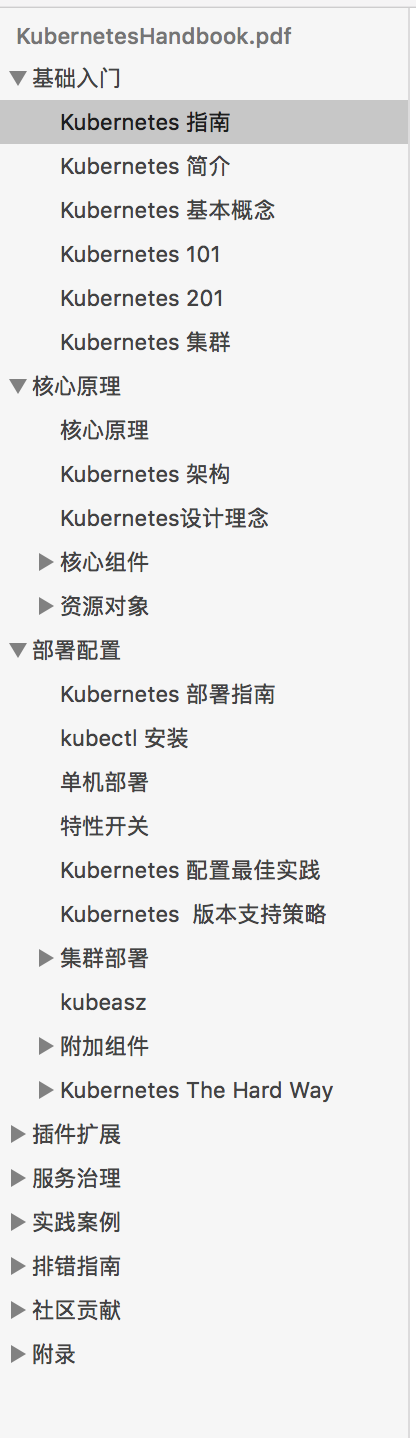 KubernetesHandbook.pdf
基础入门
Kubernetes 指南
Kubernetes 简介
Kubernetes 基本概念
Kubernetes 101
Kubernetes 201
Kubernetes 集群
核心原理
核心原理
Kubernetes 架构
Kubernetes设计理念
核心组件
资源对象
部署配置
Kubernetes 部署指南
kubectl 安装
单机部署
特性开关
Kubernetes 配置最佳实践
Kubernetes  版本支持策略
集群部署
kubeasz
附加组件
Kubernetes The Hard Way
插件扩展
服务治理
实践案例
排错指南
社区贡献
附录